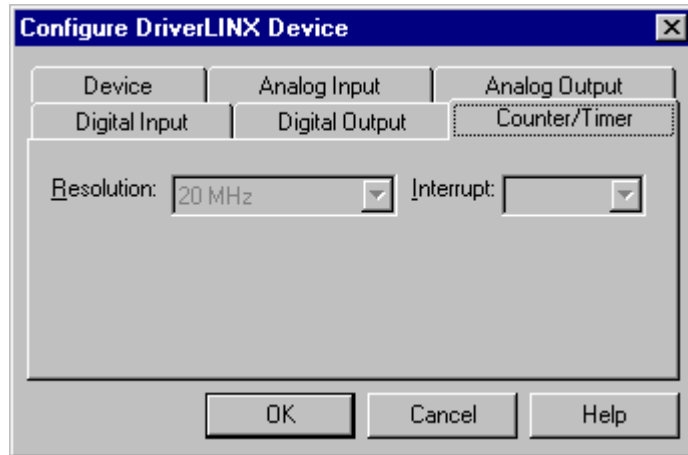 Configure DriverLINX Device
Device Analog Input Analog Output
Digital Input Digital Output Counter/Timer
Resolution: 20 MHz Interrupt:
OK Cancel Help